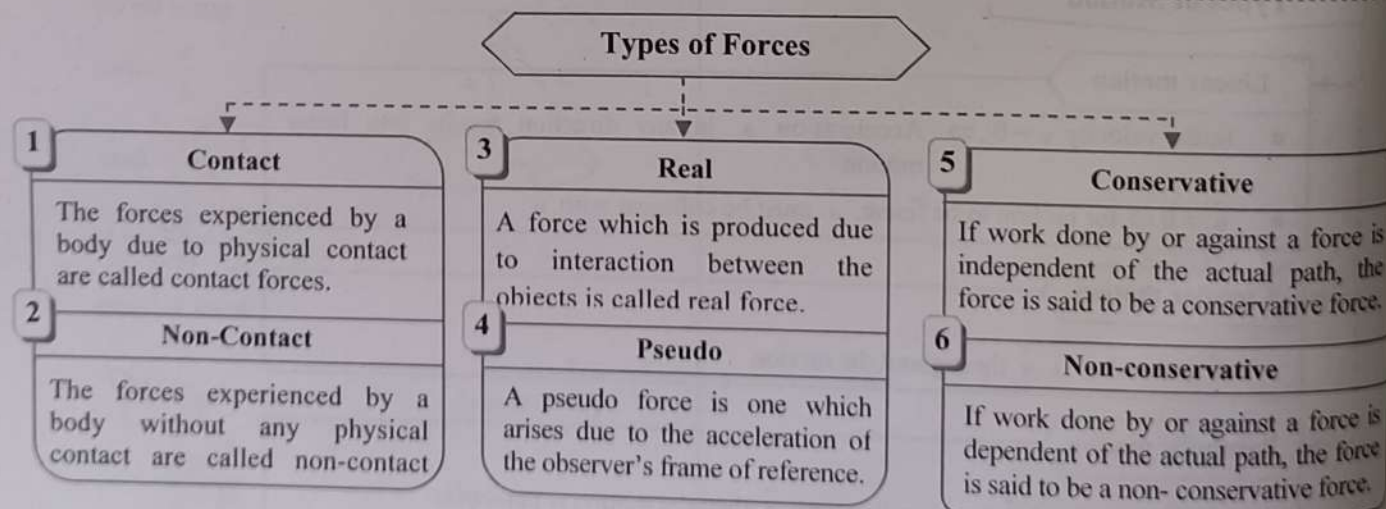 Types of Forces
1
Contact
The forces experienced by a
body due to physical contact
are called contact forces.
2
Non-Contact
The forces experienced by a
body without any physical
contact are called non-contact
3
Real
A force which is produced due
to interaction between the
objects is called real force.
4
Pseudo
A pseudo force is one which
arises due to the acceleration of
the observer's frame of reference.
5
Conservative
If work done by or against a force is
independent of the actual path, the
force is said to be a conservative force.
6
Non-conservative
If work done by or against a force is
dependent of the actual path, the force
is said to be a non- conservative force.